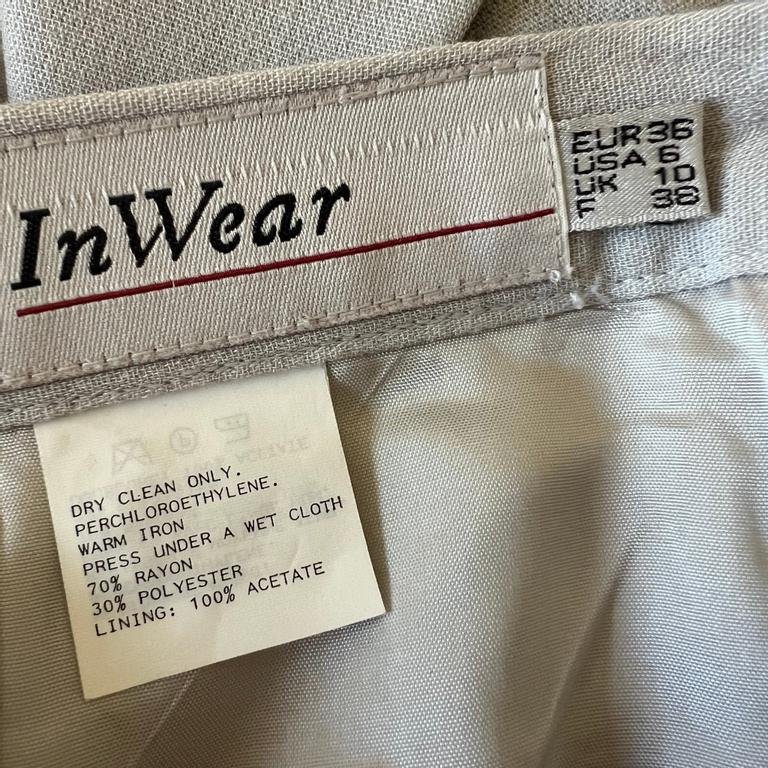 InWear
EUR 36
USA 6
UK 10
F 38
DRY CLEAN ONLY.
PERCHLOROETHYLENE.
WARM IRON
PRESS UNDER A WET CLOTH
70% RAYON
30% POLYESTER
LINING: 100% ACETATE